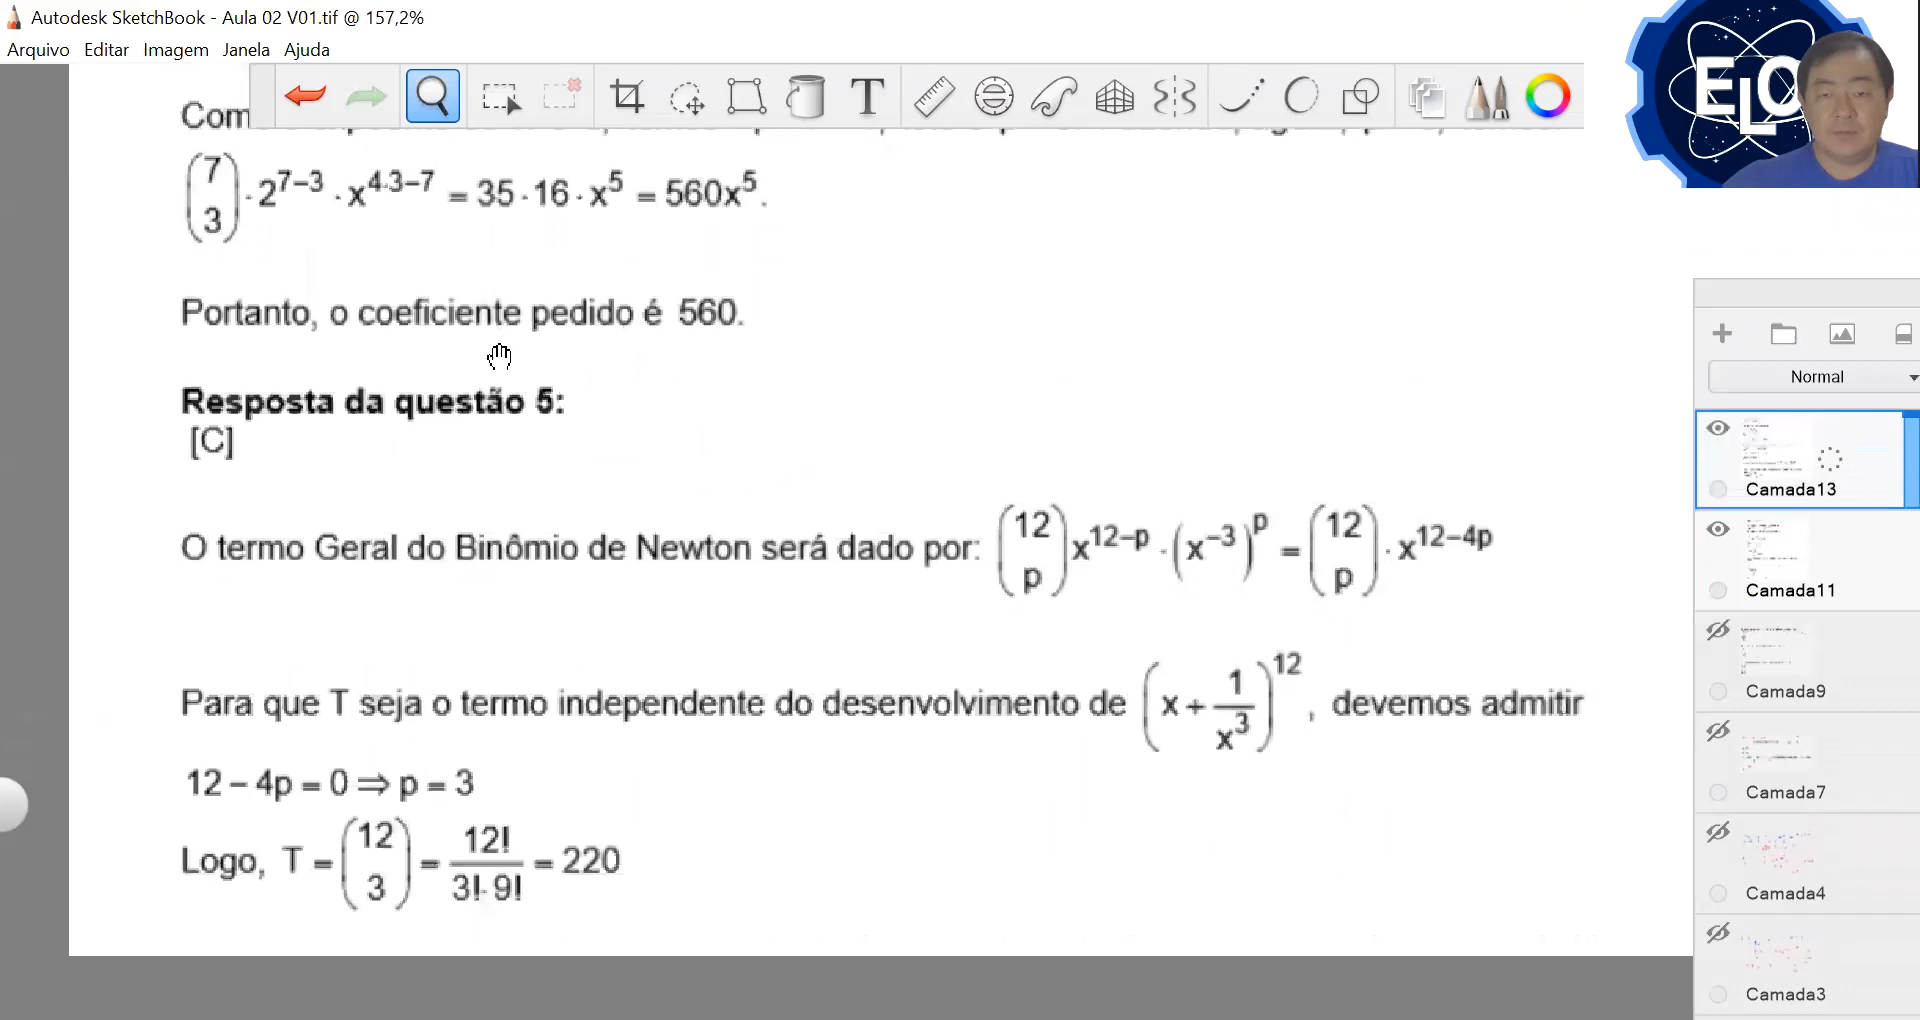 Autodesk SketchBook - Aula 02 V01.tif @ 157,2%
Arquivo Editar Imagem Janela Ajuda
ELO
Com
(7 3) · 2^{7–3} · x^{4·3–7} = 35 · 16 · x^5 = 560x^5.
Portanto, o coeficiente pedido é 560.
Resposta da questão 5:
[C]
O termo Geral do Binômio de Newton será dado por: (12 p) x^{12–p} · (x^{–3})^p = (12 p) · x^{12–4p}
Para que T seja o termo independente do desenvolvimento de (x + 1/x^3)^{12}, devemos admitir
12 – 4p = 0 ⇒ p = 3
Logo, T = (12 3) = 12!/(3!·9!) = 220
Normal
Camada13
Camada11
Camada9
Camada7
Camada4
Camada3